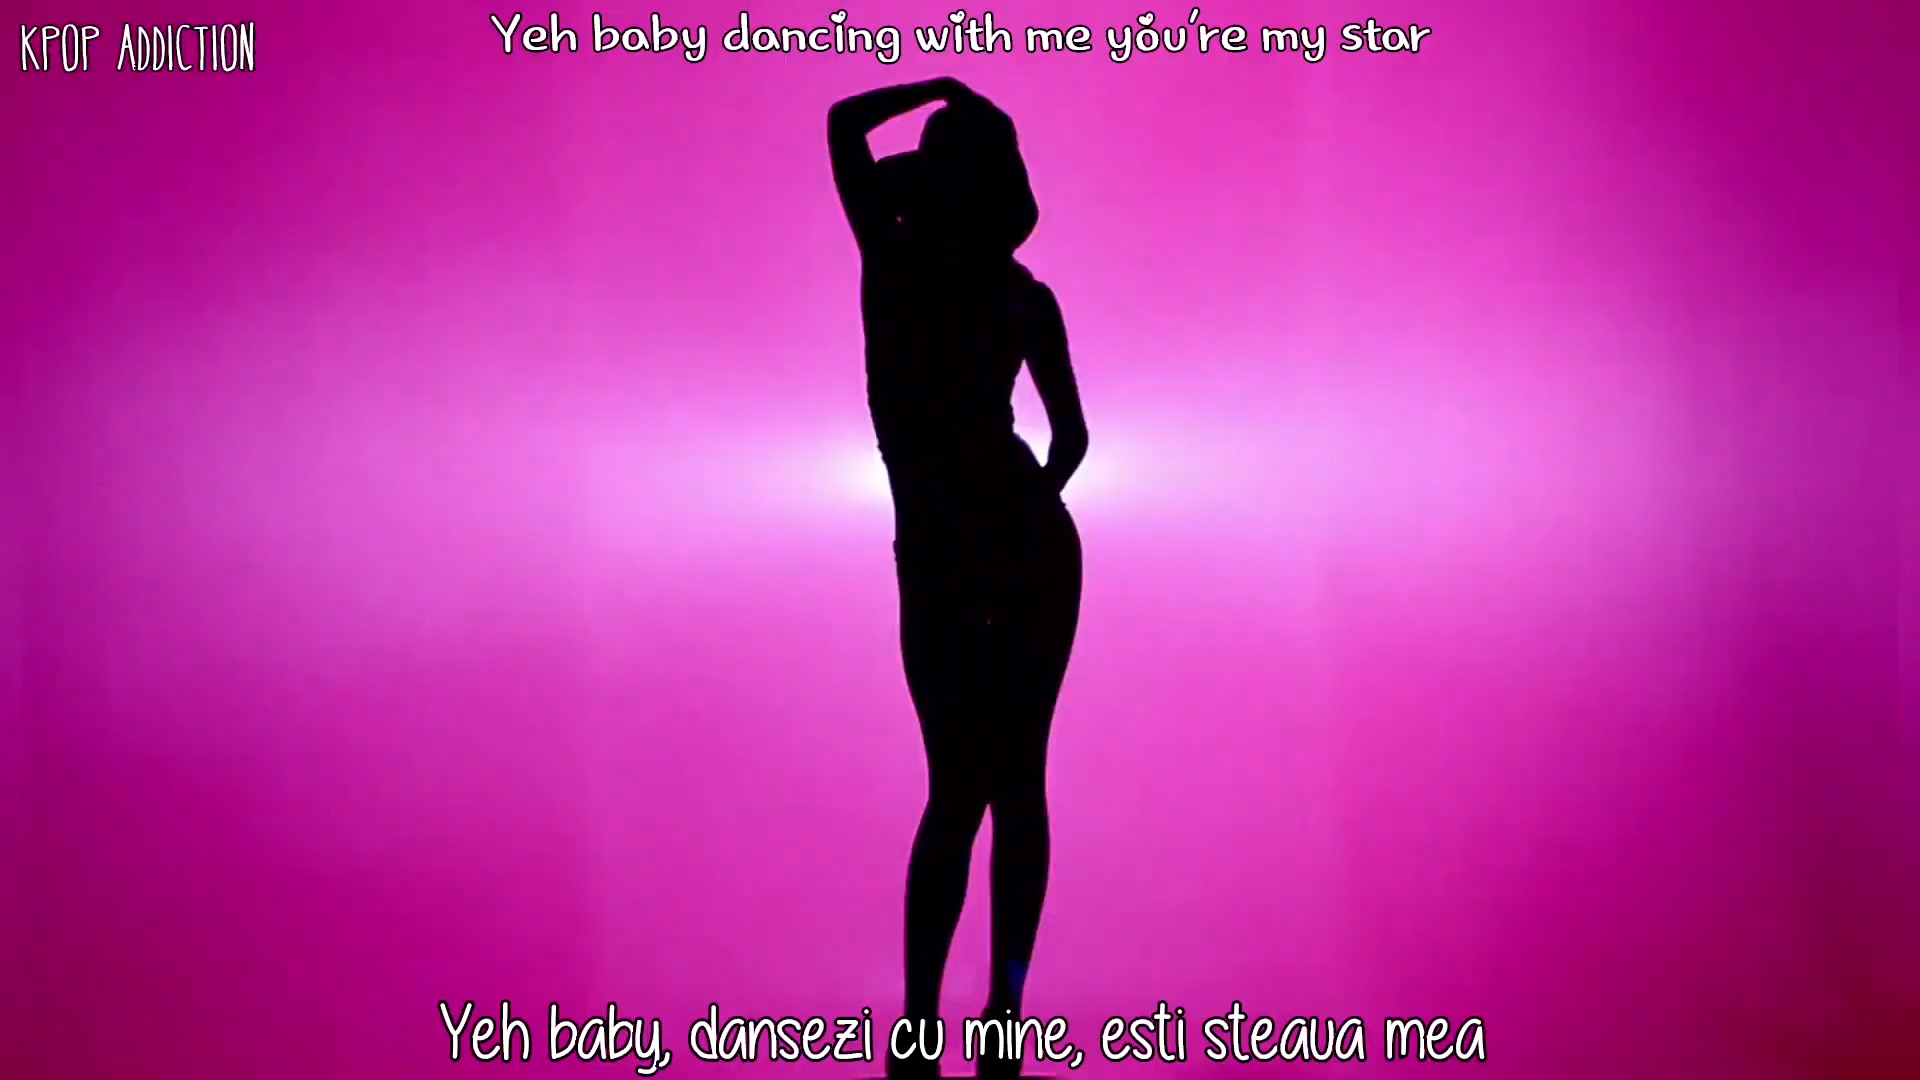 KPOP ADDICTION
Yeh baby dancing with me you're my star
Yeh baby, dansezi cu mine, esti steaua mea